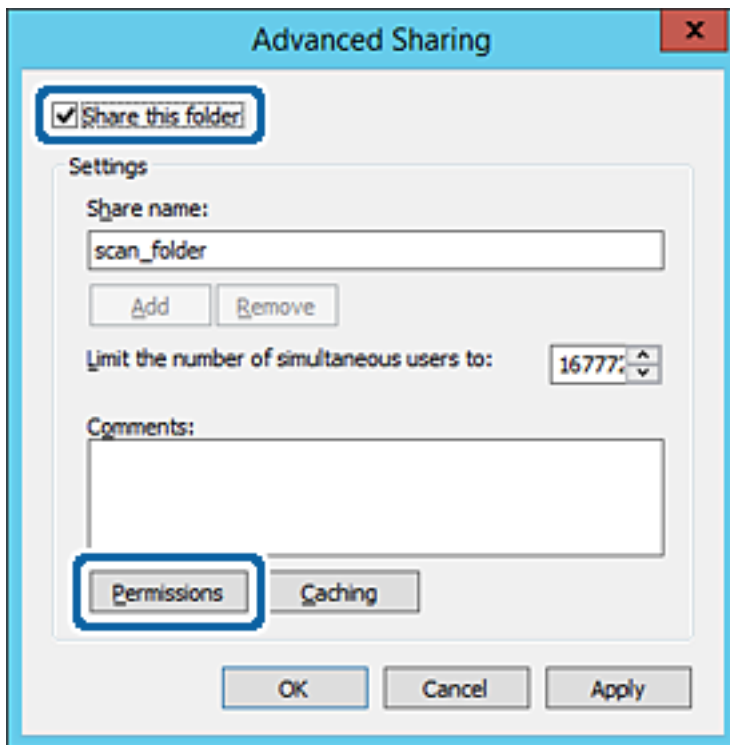 Advanced Sharing
x
Share this folder
Settings
Share name:
scan_folder
Add Remove
Limit the number of simultaneous users to:
Comments:
Permissions Caching
OK Cancel Apply